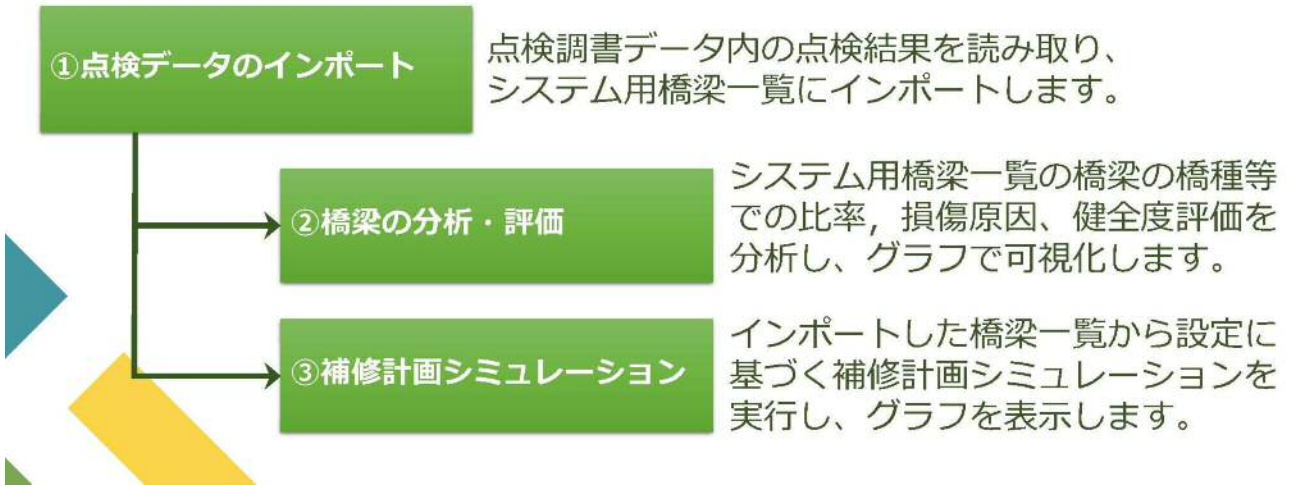 ①点検データのインポート
点検調書データ内の点検結果を読み取り、
システム用橋梁一覧にインポートします。
②橋梁の分析・評価
システム用橋梁一覧の橋梁の橋種等
での比率，損傷原因、健全度評価を
分析し、グラフで可視化します。
③補修計画シミュレーション
インポートした橋梁一覧から設定に
基づく補修計画シミュレーションを
実行し、グラフを表示します。